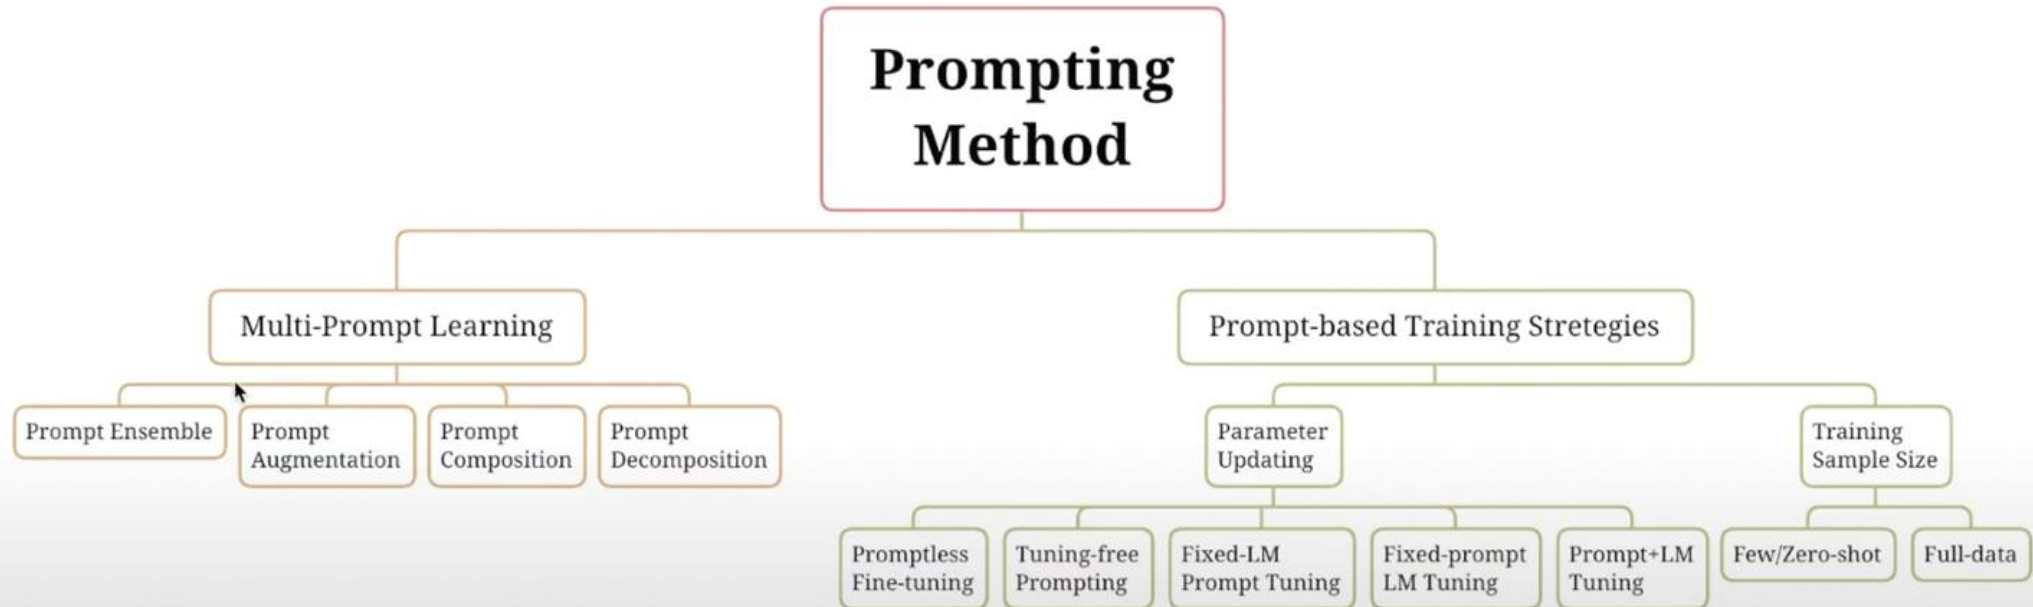 Prompting
Method
Multi-Prompt Learning
Prompt-based Training Stretegies
Prompt Ensemble
Prompt
Augmentation
Prompt
Composition
Prompt
Decomposition
Parameter
Updating
Training
Sample Size
Promptless
Fine-tuning
Tuning-free
Prompting
Fixed-LM
Prompt Tuning
Fixed-prompt
LM Tuning
Prompt+LM
Tuning
Few/Zero-shot
Full-data